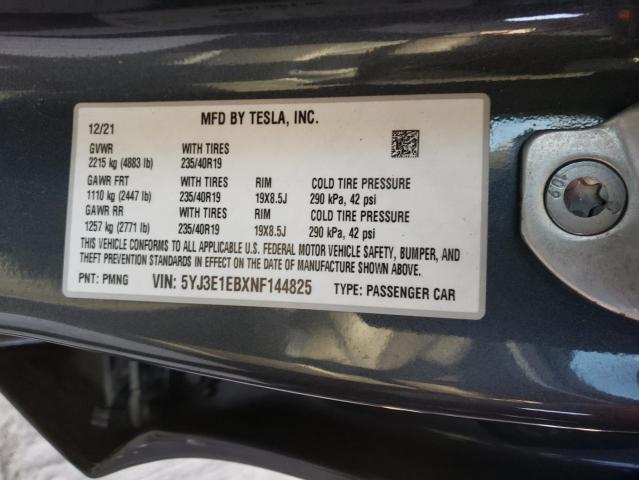 MFD BY TESLA, INC.
12/21
GVWR WITH TIRES
2215 kg (4883 lb) 235/40R19
GAWR FRT WITH TIRES RIM COLD TIRE PRESSURE
1110 kg (2447 lb) 235/40R19 19X8.5J 290 kPa, 42 psi
GAWR RR WITH TIRES RIM COLD TIRE PRESSURE
1257 kg (2771 lb) 235/40R19 19X8.5J 290 kPa, 42 psi
THIS VEHICLE CONFORMS TO ALL APPLICABLE U.S. FEDERAL MOTOR VEHICLE SAFETY, BUMPER, AND
THEFT PREVENTION STANDARDS IN EFFECT ON THE DATE OF MANUFACTURE SHOWN ABOVE.
PNT: PMNG VIN: 5YJ3E1EBXNF144825 TYPE: PASSENGER CAR